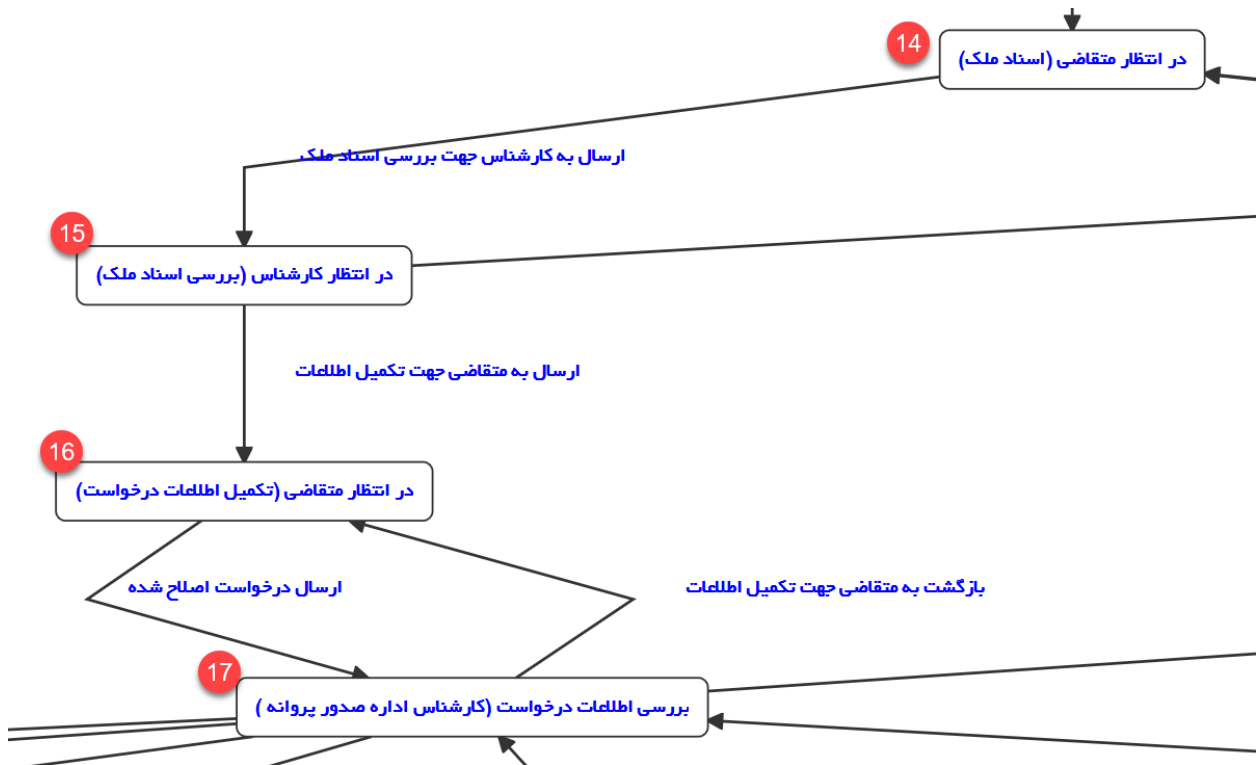 14
در انتظار متقاضی (اسناد ملک)
ارسال به کارشناس جهت بررسی اسناد ملک
15
در انتظار کارشناس (بررسی اسناد ملک)
ارسال به متقاضی جهت تکمیل اطلاعات
16
در انتظار متقاضی (تکمیل اطلاعات درخواست)
ارسال درخواست اصلاح شده
بازگشت به متقاضی جهت تکمیل اطلاعات
17
بررسی اطلاعات درخواست (کارشناس اداره صدور پروانه )